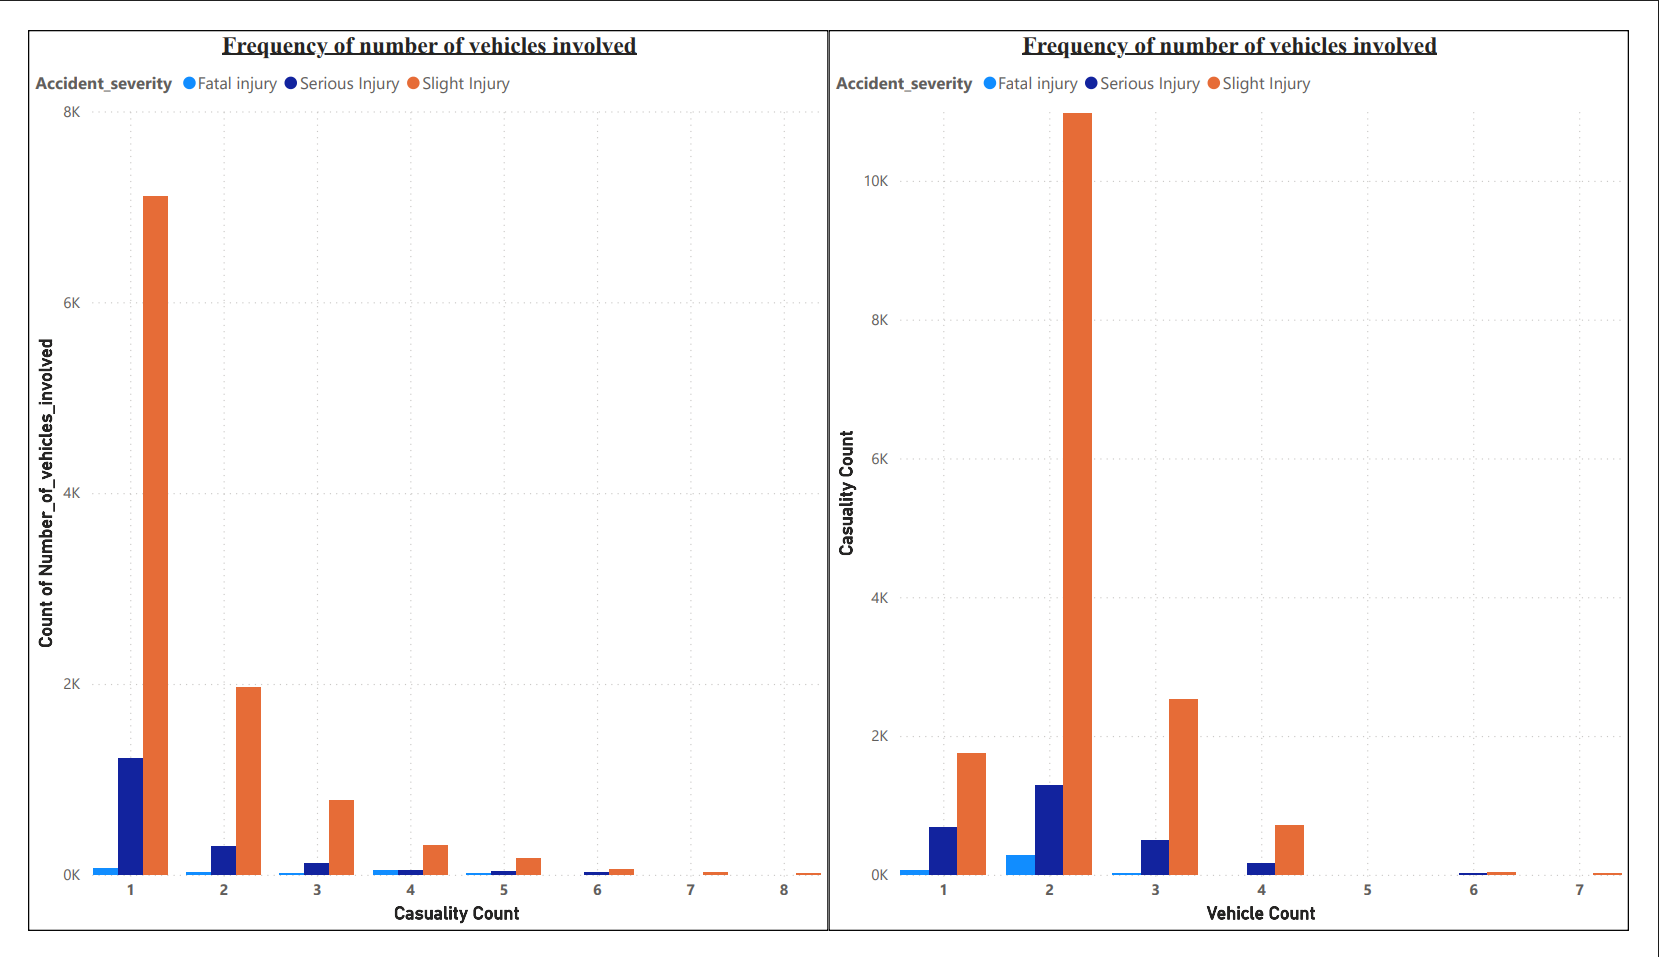 Frequency of number of vehicles involved
Accident_severity Fatal injury Serious Injury Slight Injury
8K
6K
4K
2K
0K
Count of Number_of_vehicles_involved
1 2 3 4 5 6 7 8
Casuality Count
Frequency of number of vehicles involved
Accident_severity Fatal injury Serious Injury Slight Injury
10K
8K
6K
4K
2K
0K
Casuality Count
1 2 3 4 5 6 7
Vehicle Count